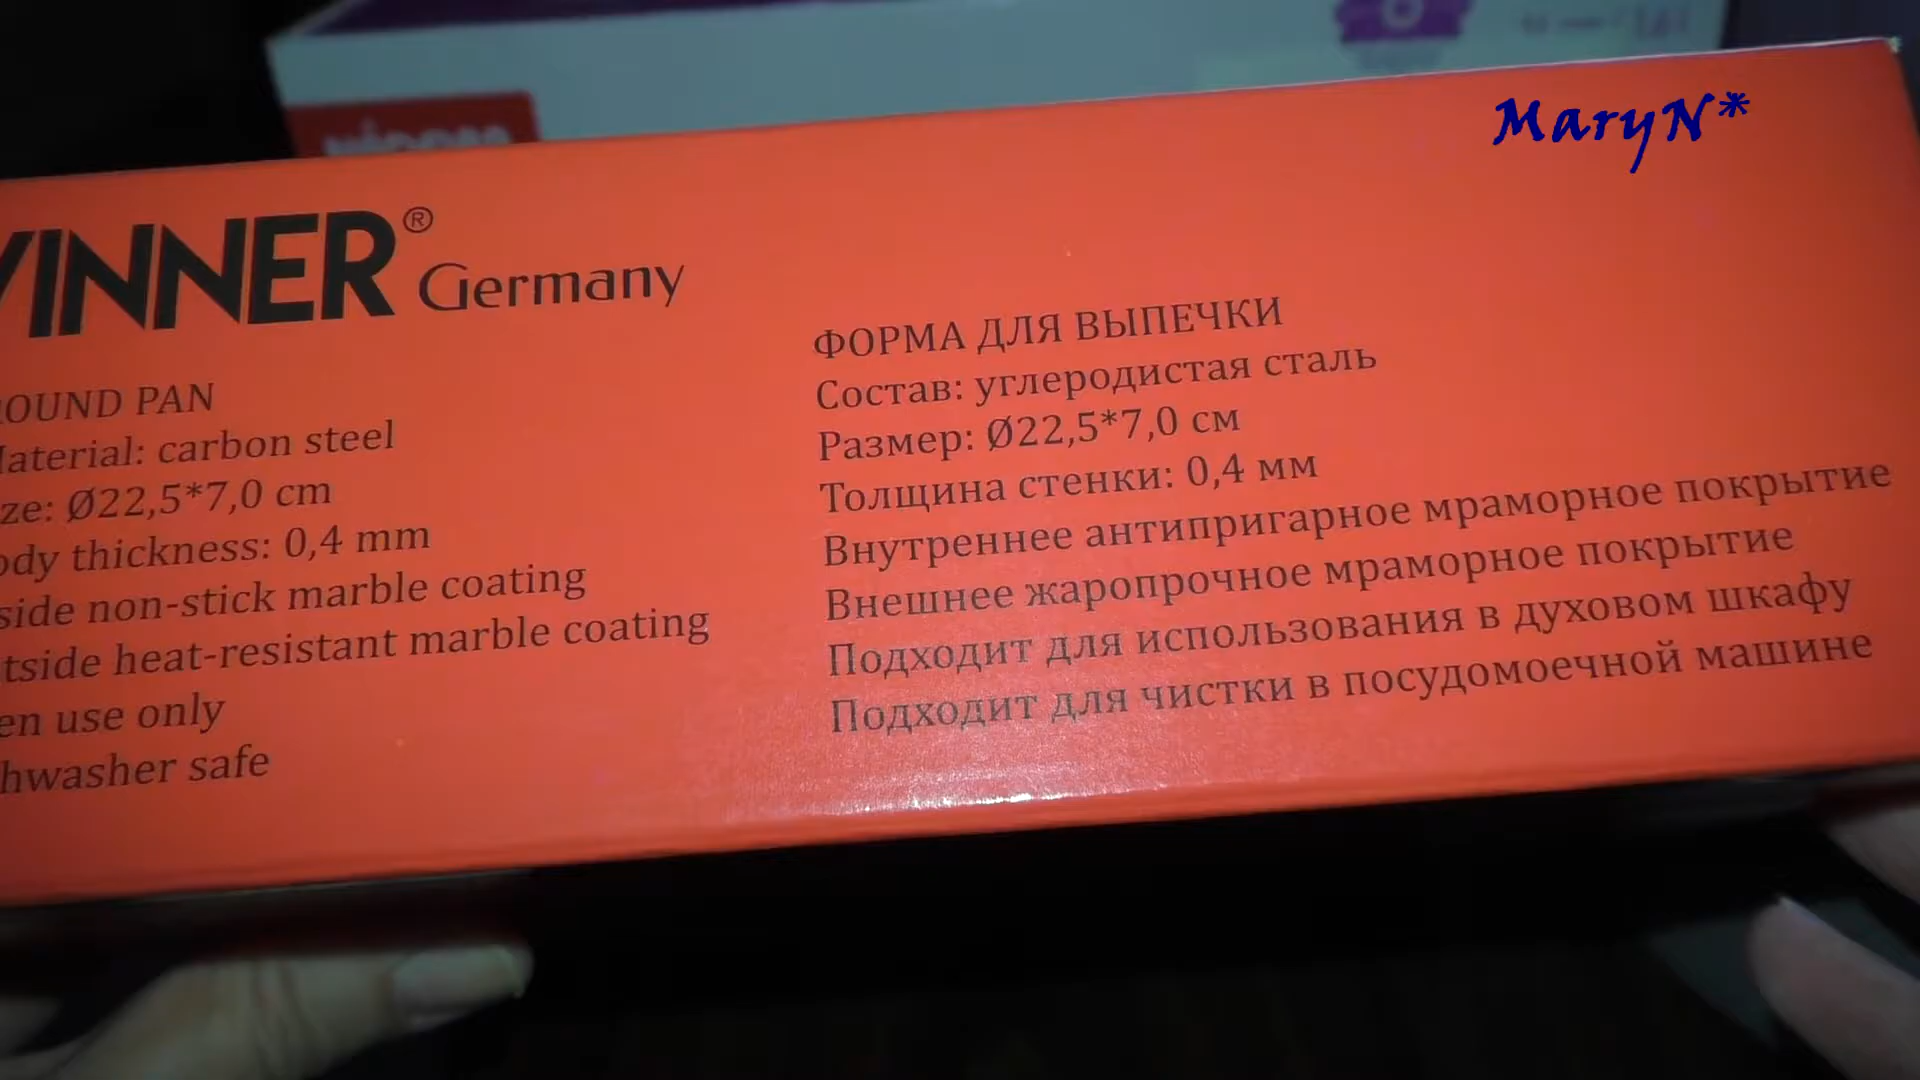 MaryN*
VINNER® Germany
OUND PAN
Material: carbon steel
ze: Ø22,5*7,0 cm
ody thickness: 0,4 mm
side non-stick marble coating
tside heat-resistant marble coating
en use only
hwasher safe
ФОРМА ДЛЯ ВЫПЕЧКИ
Состав: углеродистая сталь
Размер: Ø22,5*7,0 см
Толщина стенки: 0,4 мм
Внутреннее антипригарное мраморное покрытие
Внешнее жаропрочное мраморное покрытие
Подходит для использования в духовом шкафу
Подходит для чистки в посудомоечной машине